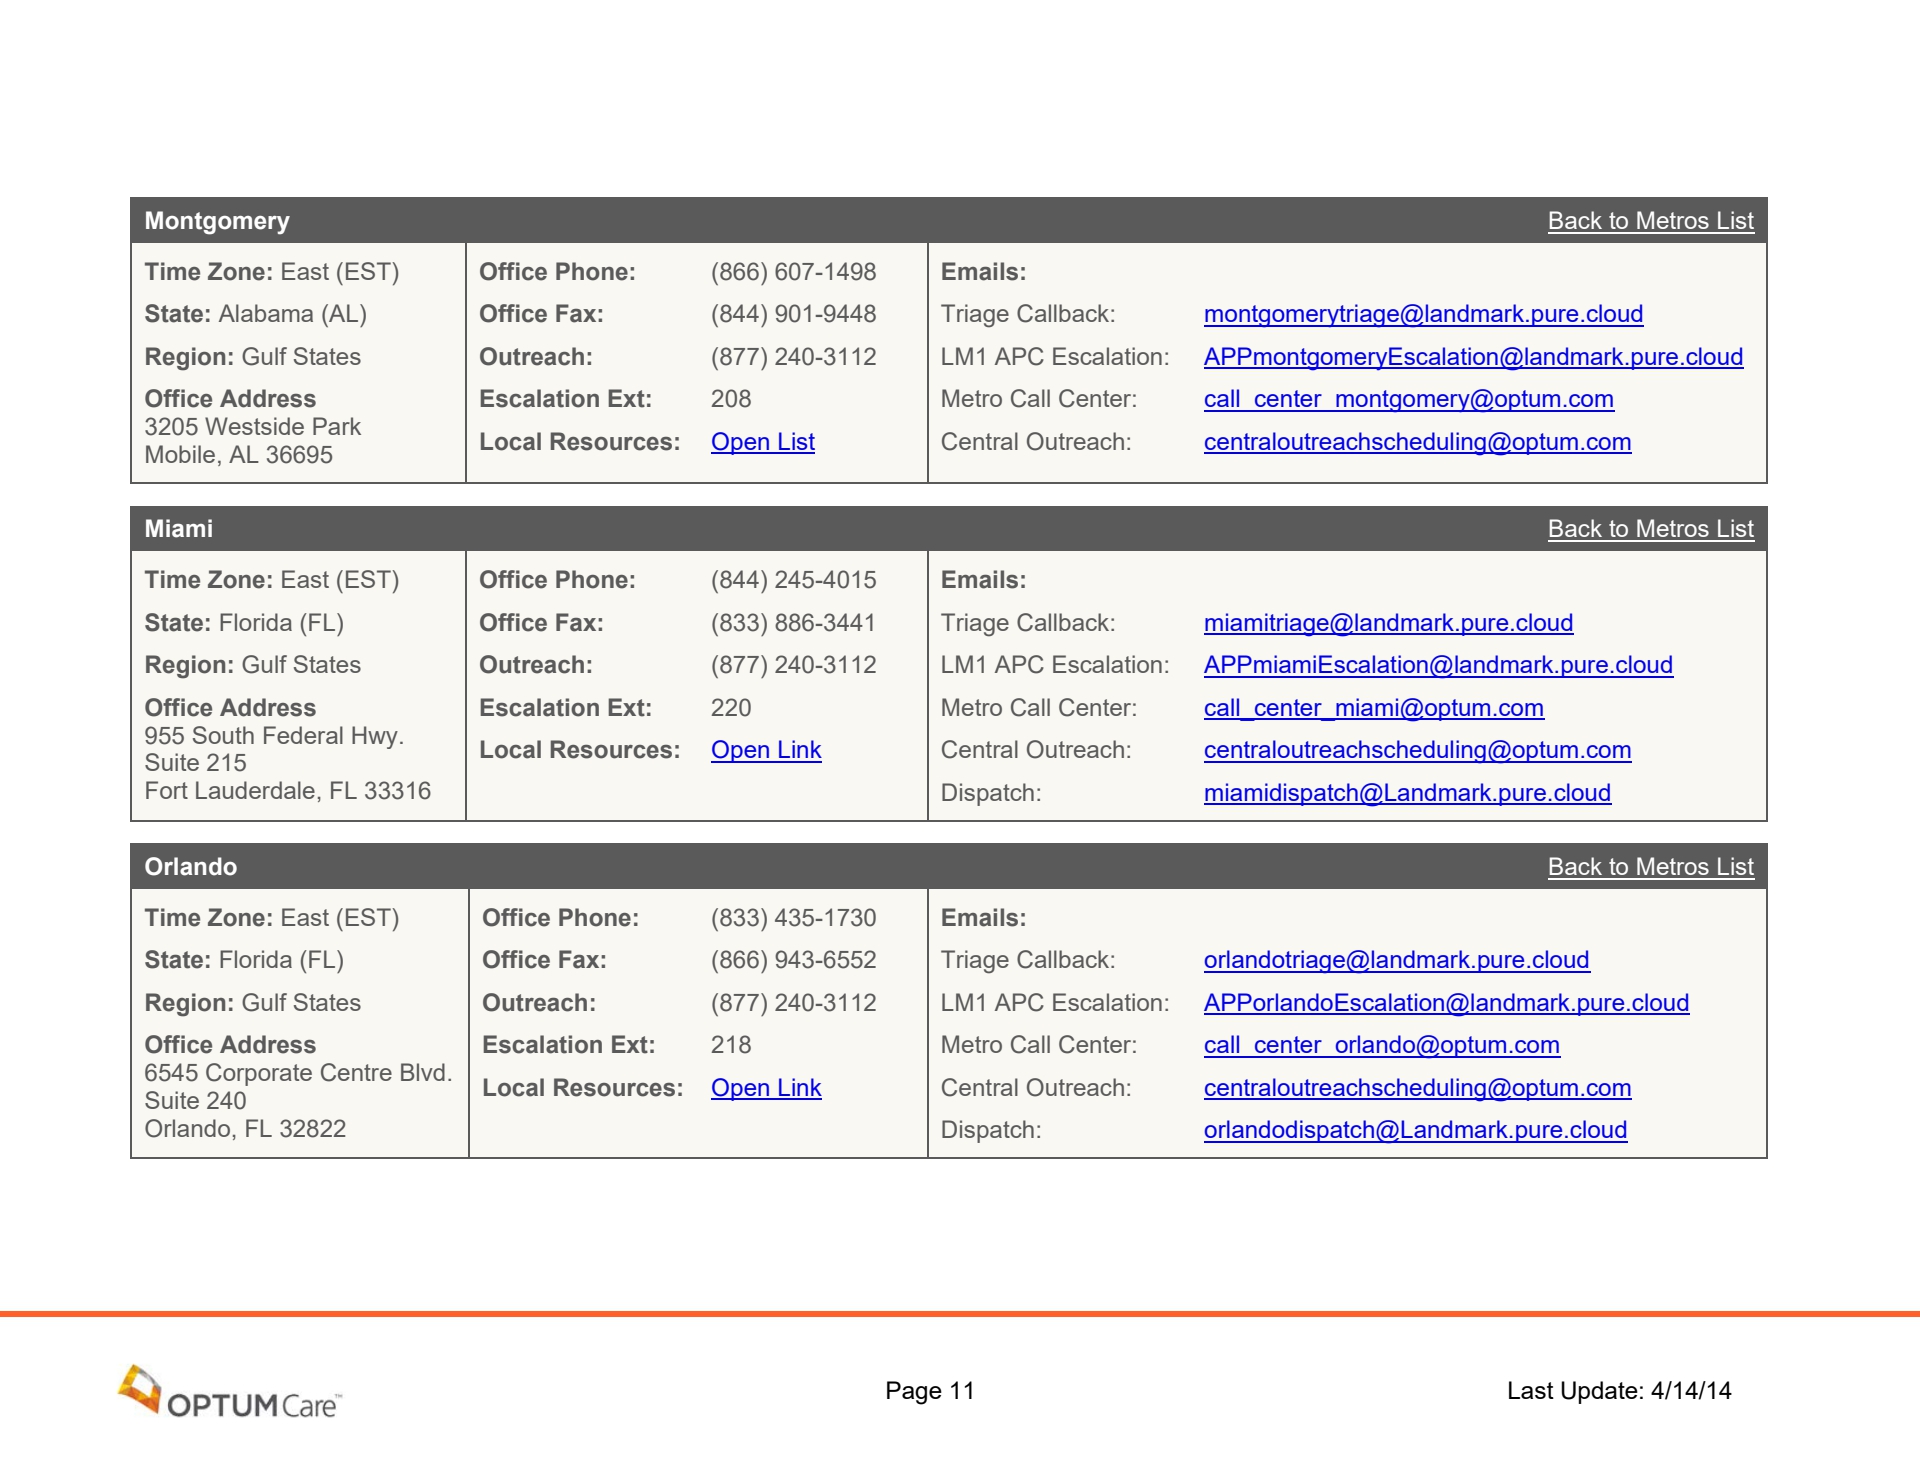 Montgomery Back to Metros List
Time Zone: East (EST)
State: Alabama (AL)
Region: Gulf States
Office Address
3205 Westside Park
Mobile, AL 36695
Office Phone: (866) 607-1498
Office Fax: (844) 901-9448
Outreach: (877) 240-3112
Escalation Ext: 208
Local Resources: Open List
Emails:
Triage Callback: montgomerytriage@landmark.pure.cloud
LM1 APC Escalation: APPmontgomeryEscalation@landmark.pure.cloud
Metro Call Center: call_center_montgomery@optum.com
Central Outreach: centraloutreachscheduling@optum.com
Miami Back to Metros List
Time Zone: East (EST)
State: Florida (FL)
Region: Gulf States
Office Address
955 South Federal Hwy.
Suite 215
Fort Lauderdale, FL 33316
Office Phone: (844) 245-4015
Office Fax: (833) 886-3441
Outreach: (877) 240-3112
Escalation Ext: 220
Local Resources: Open Link
Emails:
Triage Callback: miamitriage@landmark.pure.cloud
LM1 APC Escalation: APPmiamiEscalation@landmark.pure.cloud
Metro Call Center: call_center_miami@optum.com
Central Outreach: centraloutreachscheduling@optum.com
Dispatch: miamidispatch@Landmark.pure.cloud
Orlando Back to Metros List
Time Zone: East (EST)
State: Florida (FL)
Region: Gulf States
Office Address
6545 Corporate Centre Blvd.
Suite 240
Orlando, FL 32822
Office Phone: (833) 435-1730
Office Fax: (866) 943-6552
Outreach: (877) 240-3112
Escalation Ext: 218
Local Resources: Open Link
Emails:
Triage Callback: orlandotriage@landmark.pure.cloud
LM1 APC Escalation: APPorlandoEscalation@landmark.pure.cloud
Metro Call Center: call_center_orlando@optum.com
Central Outreach: centraloutreachscheduling@optum.com
Dispatch: orlandodispatch@Landmark.pure.cloud
OPTUMCare™ Page 11 Last Update: 4/14/14